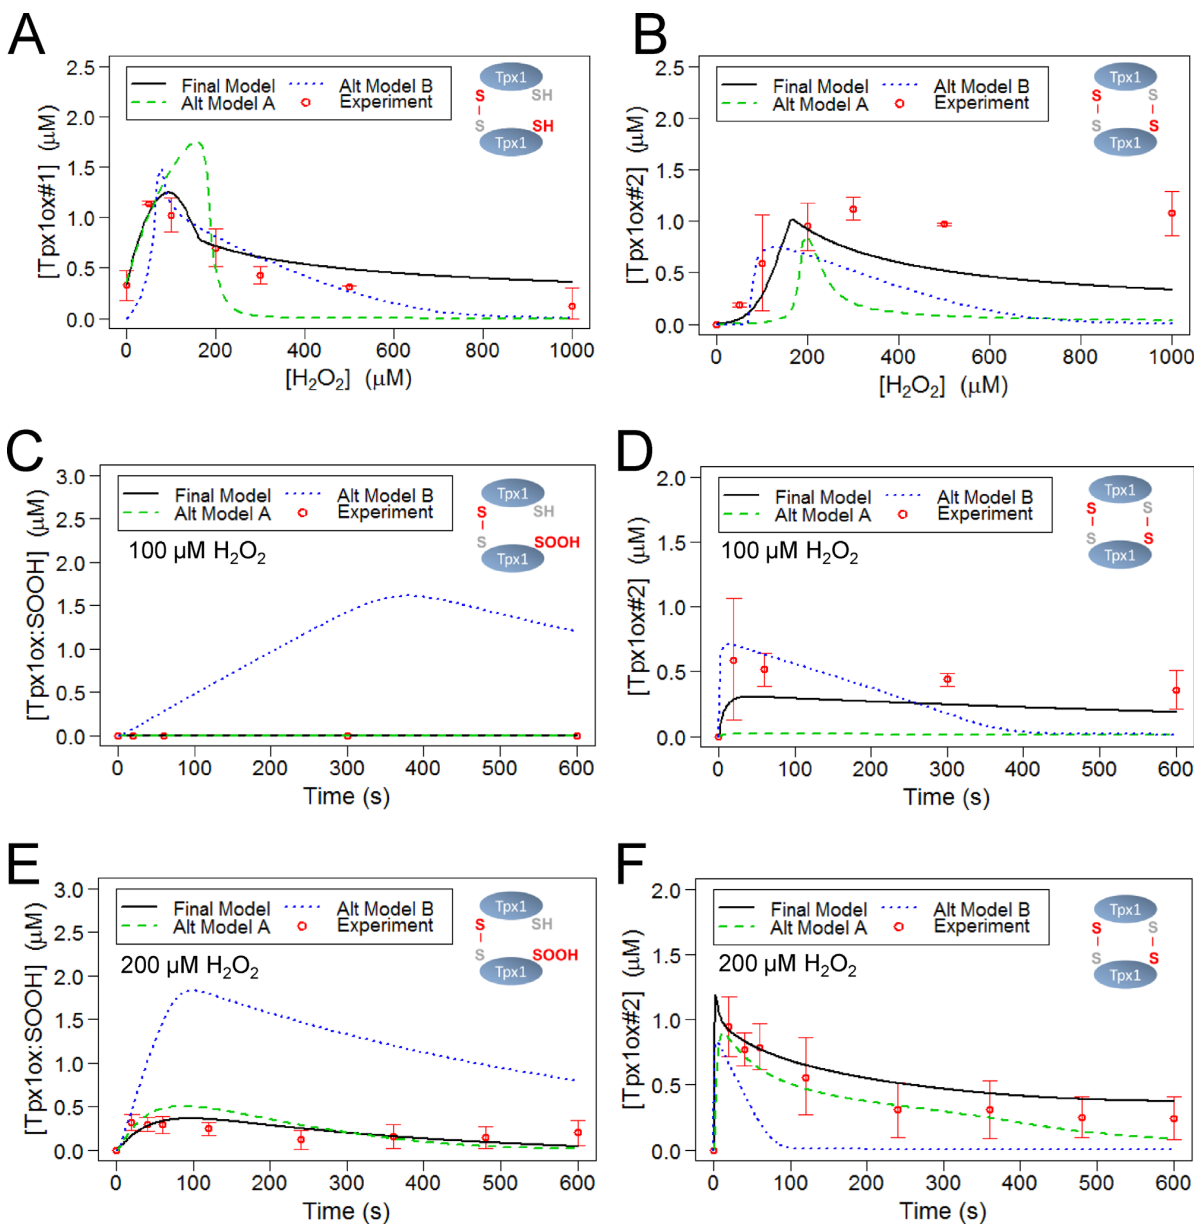 A
[Tpx1ox#1] (μM)
2.5
2.0
1.5
1.0
0.5
0.0
Final Model
Alt Model A
Alt Model B
Experiment
Tpx1
S SH
S SH
Tpx1
0 200 400 600 800 1000
[H₂O₂] (μM)
B
[Tpx1ox#2] (μM)
2.5
2.0
1.5
1.0
0.5
0.0
Final Model
Alt Model A
Alt Model B
Experiment
Tpx1
S S
S S
Tpx1
0 200 400 600 800 1000
[H₂O₂] (μM)
C
[Tpx1ox:SOOH] (μM)
3.0
2.5
2.0
1.5
1.0
0.5
0.0
Final Model
Alt Model A
Alt Model B
Experiment
100 µM H₂O₂
Tpx1
S SH
S SOOH
Tpx1
0 100 200 300 400 500 600
Time (s)
D
[Tpx1ox#2] (μM)
2.0
1.5
1.0
0.5
0.0
Final Model
Alt Model A
Alt Model B
Experiment
100 µM H₂O₂
Tpx1
S S
S S
Tpx1
0 100 200 300 400 500 600
Time (s)
E
[Tpx1ox:SOOH] (μM)
3.0
2.5
2.0
1.5
1.0
0.5
0.0
Final Model
Alt Model A
Alt Model B
Experiment
200 µM H₂O₂
Tpx1
S SH
S SOOH
Tpx1
0 100 200 300 400 500 600
Time (s)
F
[Tpx1ox#2] (μM)
2.0
1.5
1.0
0.5
0.0
Final Model
Alt Model A
Alt Model B
Experiment
200 µM H₂O₂
Tpx1
S S
S S
Tpx1
0 100 200 300 400 500 600
Time (s)